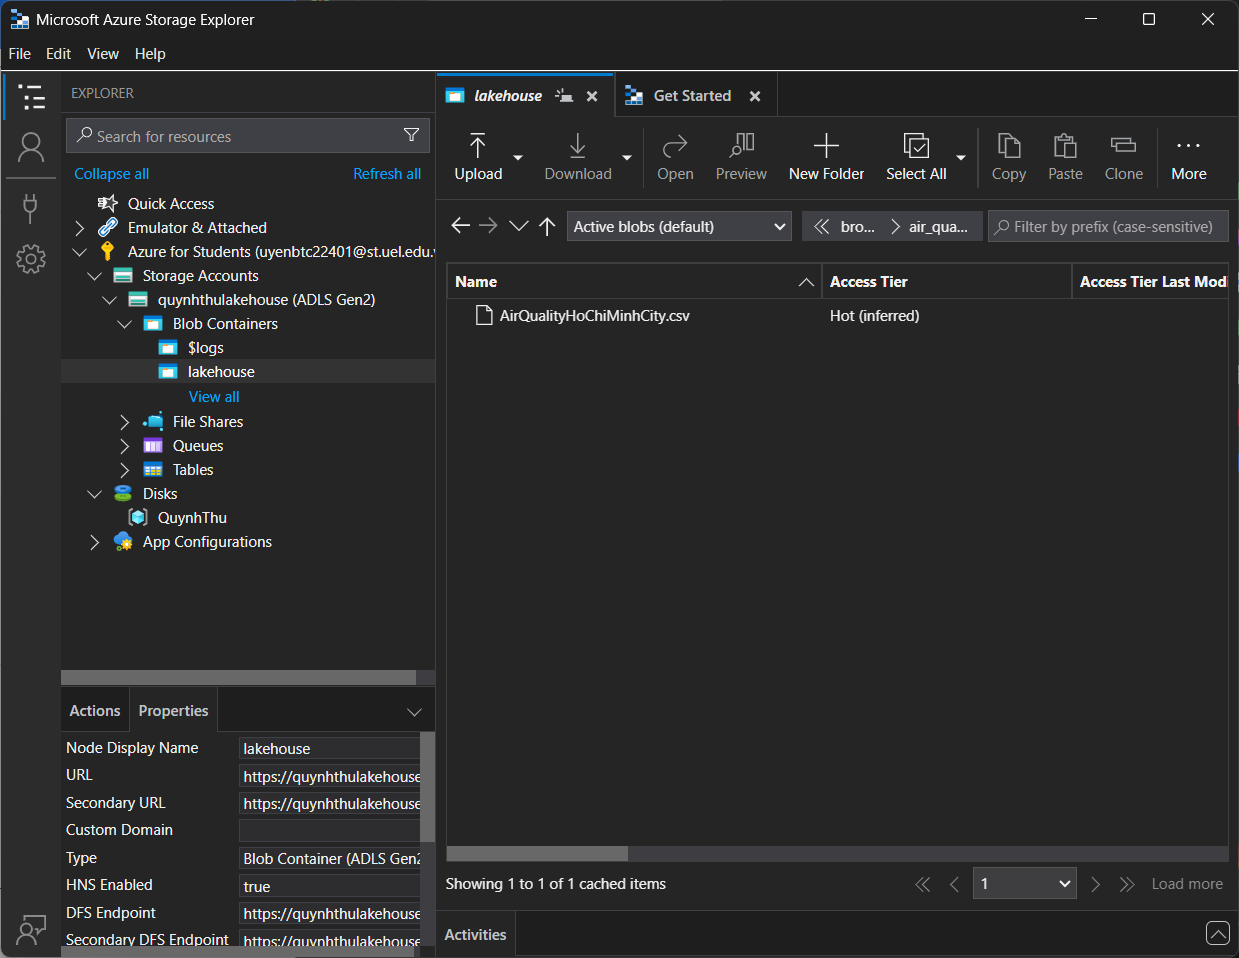 Microsoft Azure Storage Explorer
File Edit View Help
EXPLORER
Search for resources
Collapse all Refresh all
Quick Access
Emulator & Attached
Azure for Students (uyenbtc22401@st.uel.edu.v
Storage Accounts
quynhthulakehouse (ADLS Gen2)
Blob Containers
$logs
lakehouse
View all
File Shares
Queues
Tables
Disks
QuynhThu
App Configurations
Actions Properties
Node Display Name lakehouse
URL https://quynhthulakehouse
Secondary URL https://quynhthulakehouse
Custom Domain
Type Blob Container (ADLS Gen2
HNS Enabled true
DFS Endpoint https://quynhthulakehouse
Secondary DFS Endpoint https://quynhthulakehouse
lakehouse Get Started
Upload Download Open Preview New Folder Select All Copy Paste Clone More
Active blobs (default) bro... air_qua... Filter by prefix (case-sensitive)
Name Access Tier Access Tier Last Modi
AirQualityHoChiMinhCity.csv Hot (inferred)
Showing 1 to 1 of 1 cached items 1 Load more
Activities